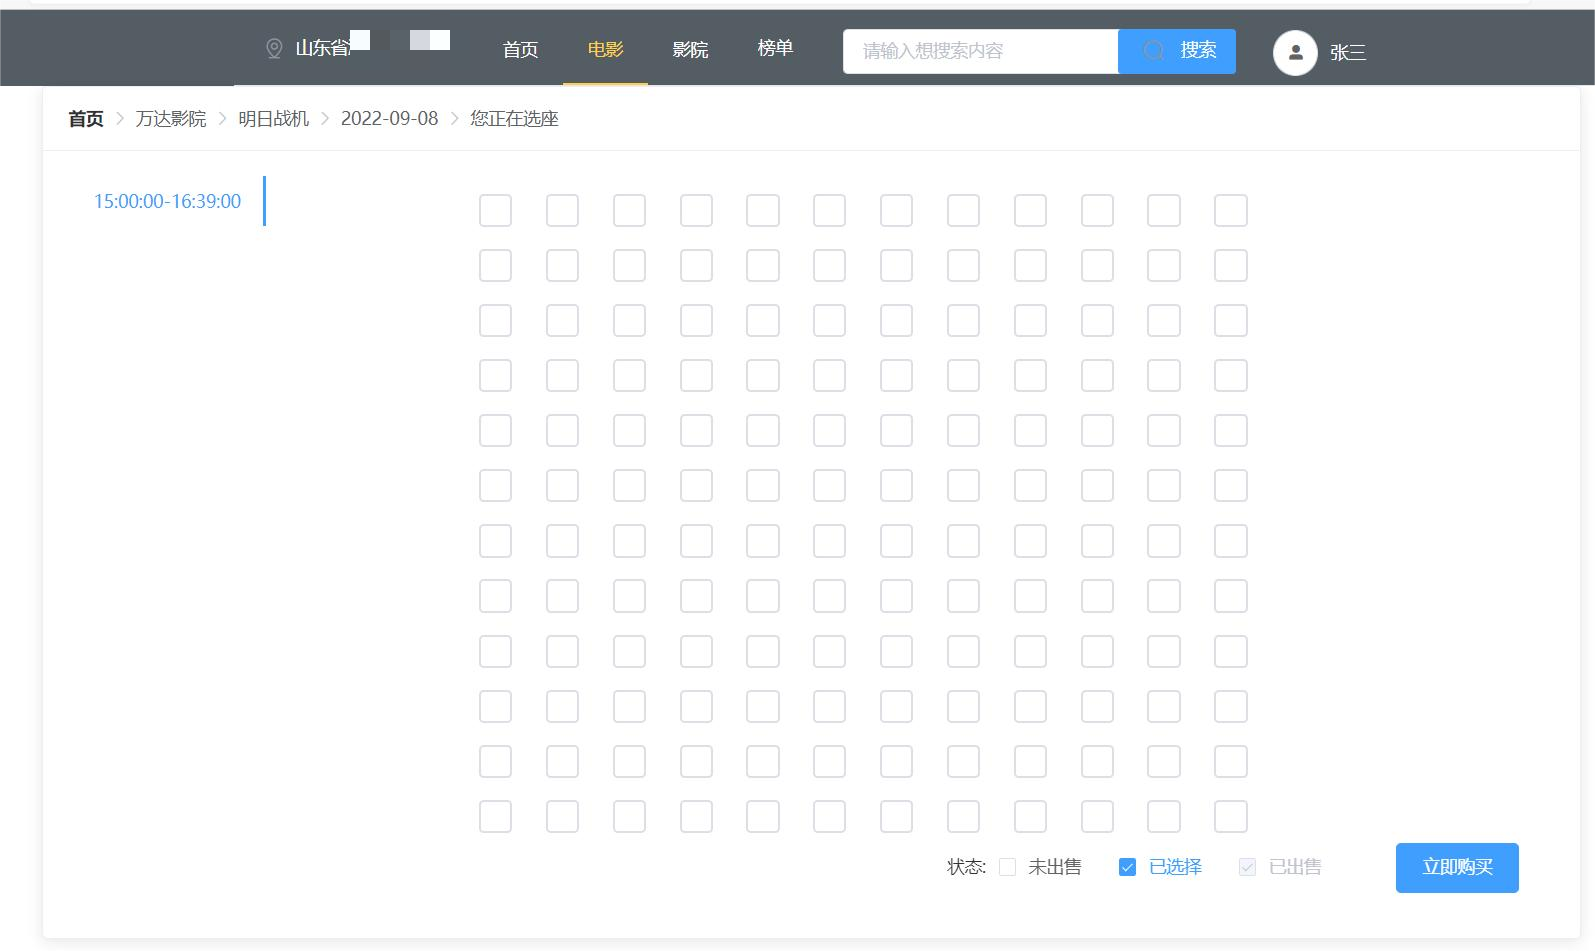 山东省
首页
电影
影院
榜单
请输入想搜索内容
搜索
张三
首页 > 万达影院 > 明日战机 > 2022-09-08 > 您正在选座
15:00:00-16:39:00
状态: 未出售 已选择 已出售
立即购买